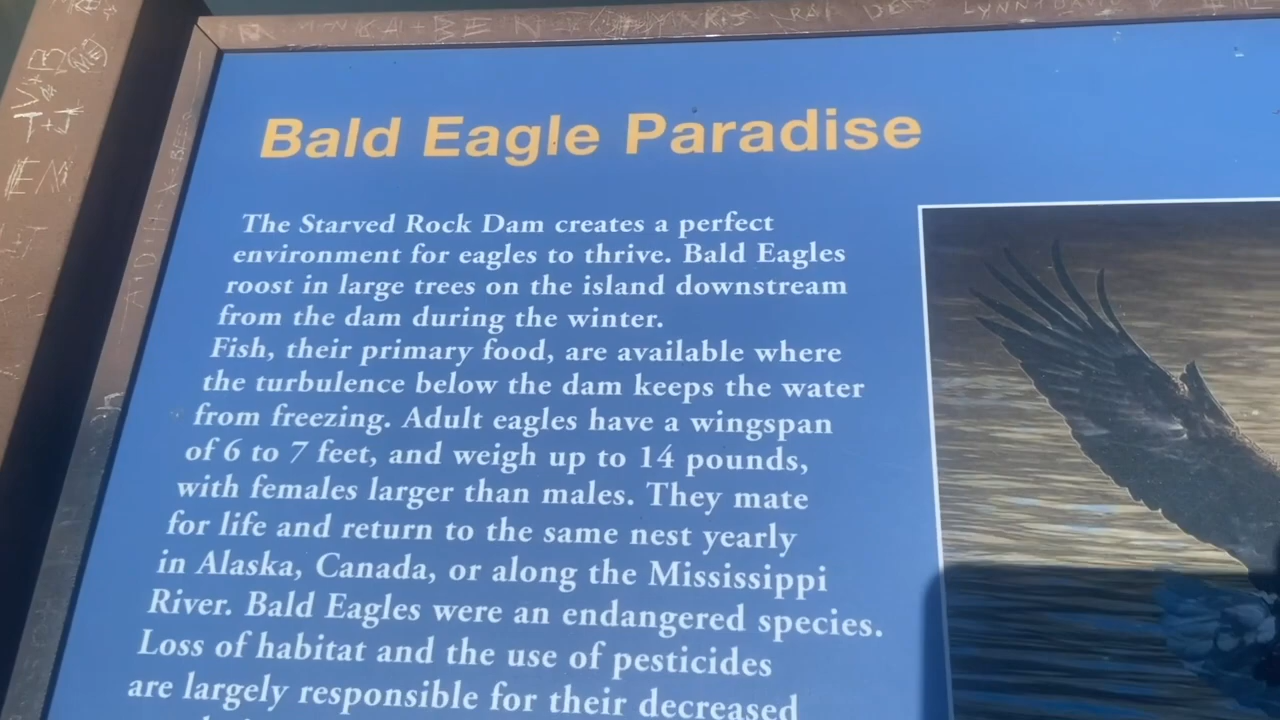 Bald Eagle Paradise
The Starved Rock Dam creates a perfect
environment for eagles to thrive. Bald Eagles
roost in large trees on the island downstream
from the dam during the winter.
Fish, their primary food, are available where
the turbulence below the dam keeps the water
from freezing. Adult eagles have a wingspan
of 6 to 7 feet, and weigh up to 14 pounds,
with females larger than males. They mate
for life and return to the same nest yearly
in Alaska, Canada, or along the Mississippi
River. Bald Eagles were an endangered species.
Loss of habitat and the use of pesticides
are largely responsible for their decreased